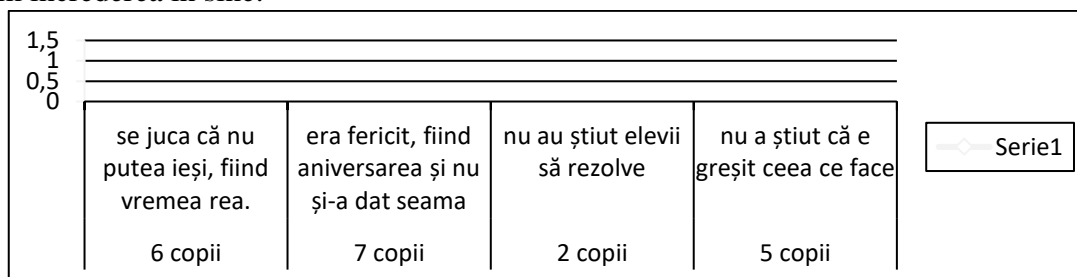 1,5
1
0,5
0
se juca că nu
putea ieși, fiind
vremea rea.
6 copii
era fericit, fiind
aniversarea și nu
și-a dat seama
7 copii
nu au știut elevii
să rezolve
2 copii
nu a știut că e
greșit ceea ce face
5 copii
Serie1